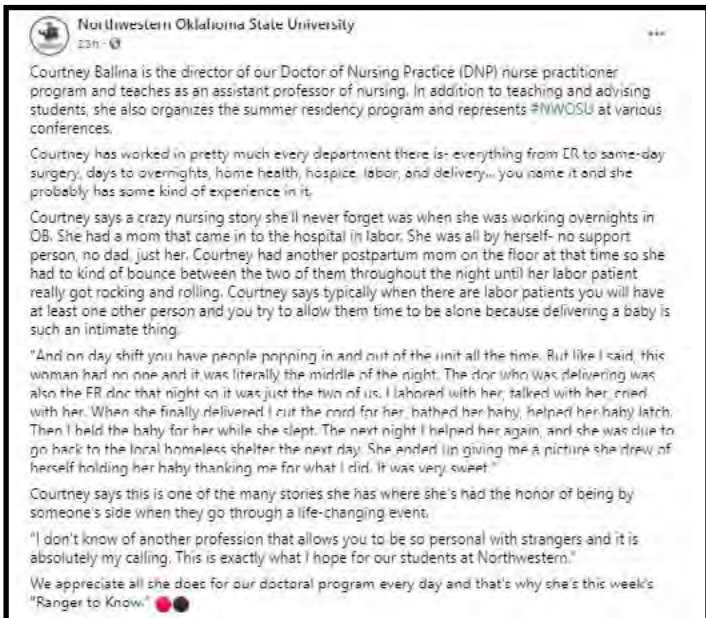 Northwestern Oklahoma State University
23h ·
Courtney Ballina is the director of our Doctor of Nursing Practice (DNP) nurse practitioner
program and teaches as an assistant professor of nursing. In addition to teaching and advising
students, she also organizes the summer residency program and represents #NWOSU at various
conferences.
Courtney has worked in pretty much every department there is- everything from ER to same-day
surgery, days to overnights, home health, hospice, labor, and delivery... you name it and she
probably has some kind of experience in it.
Courtney says a crazy nursing story she'll never forget was when she was working overnights in
OB. She had a mom that came in to the hospital in labor. She was all by herself- no support
person, no dad, just her. Courtney had another postpartum mom on the floor at that time so she
had to kind of bounce between the two of them throughout the night until her labor patient
really got rocking and rolling. Courtney says typically when there are labor patients you will have
at least one other person and you try to allow them time to be alone because delivering a baby is
such an intimate thing.
"And on day shift you have people popping in and out of the unit all the time. But like I said, this
woman had no one and it was literally the middle of the night. The doc who was delivering was
also the ER doc that night so it was just the two of us. I labored with her, talked with her, cried
with her. When she finally delivered I cut the cord for her, bathed her baby, helped her baby latch.
Then I held the baby for her while she slept. The next night I helped her again, and she was due to
go back to the local homeless shelter the next day. She ended up giving me a picture she drew of
herself holding her baby thanking me for what I did. It was very sweet."
Courtney says this is one of the many stories she has where she's had the honor of being by
someone's side when they go through a life-changing event.
"I don't know of another profession that allows you to be so personal with strangers and it is
absolutely my calling. This is exactly what I hope for our students at Northwestern."
We appreciate all she does for our doctoral program every day and that's why she's this week's
"Ranger to Know."